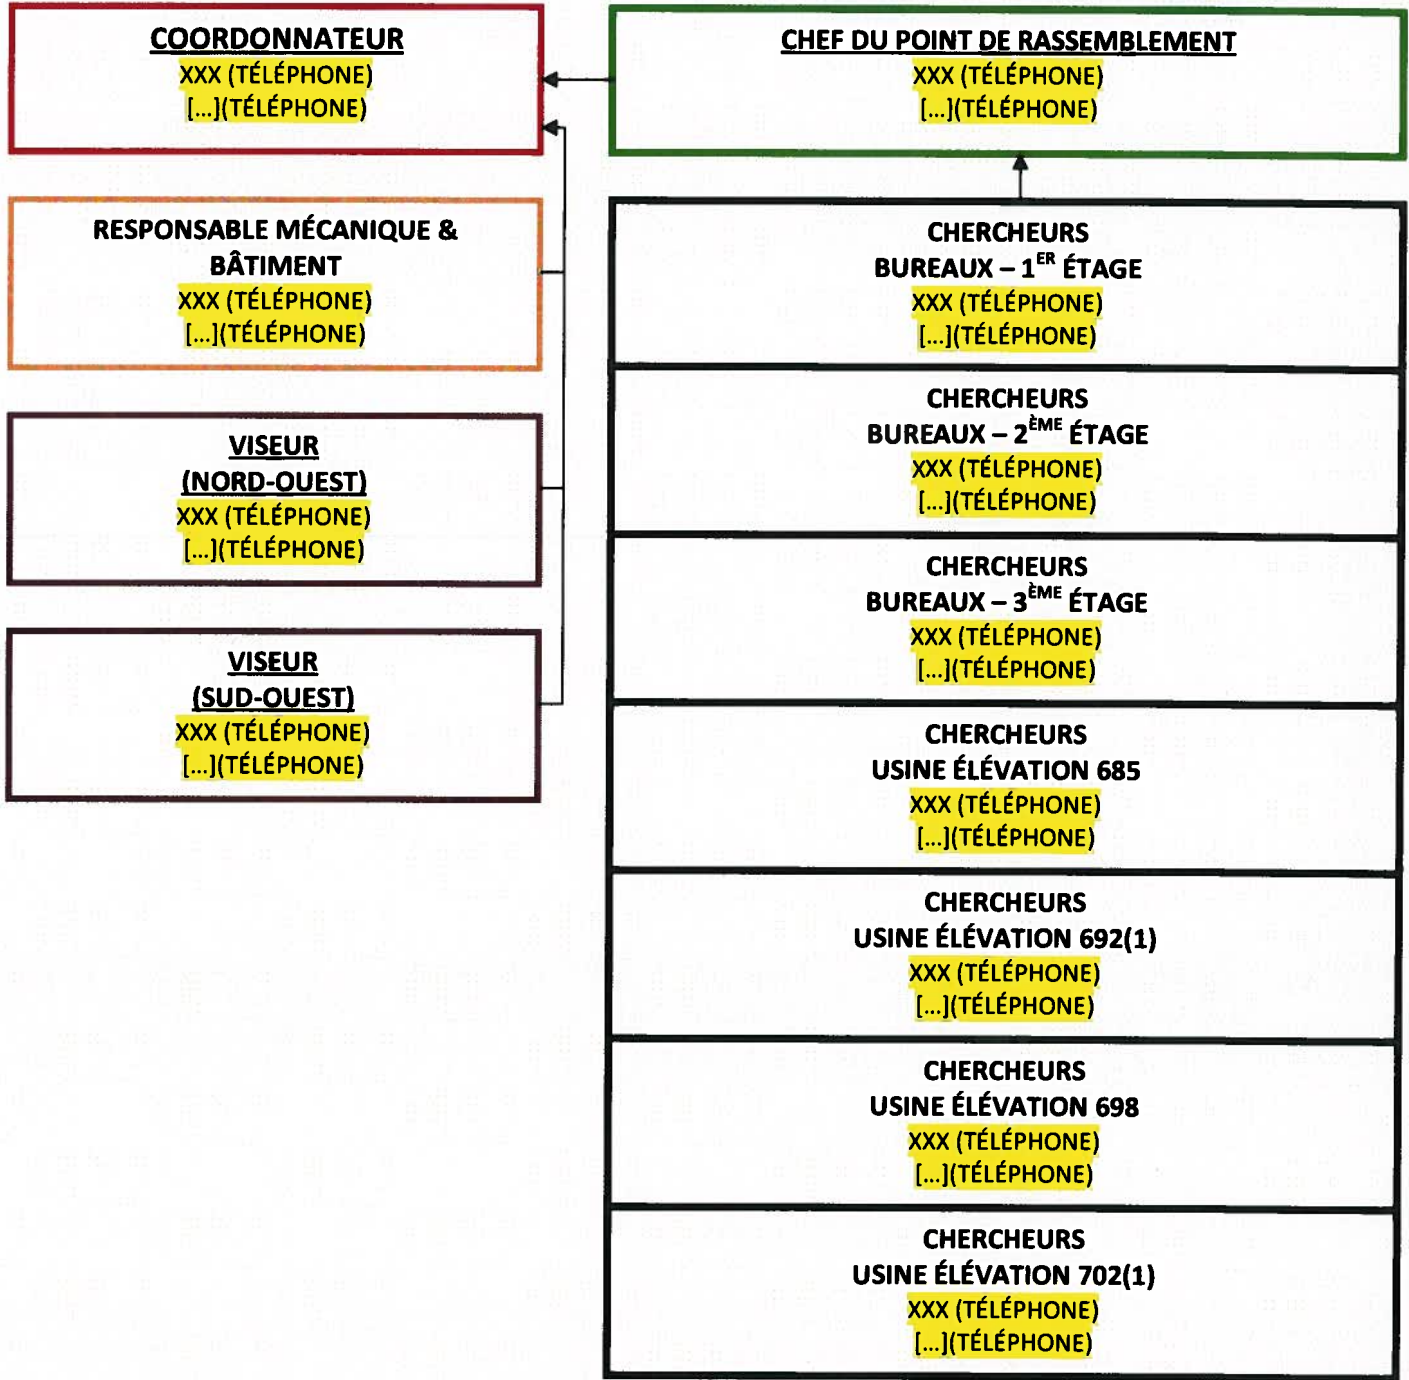 COORDONNATEUR
XXX (TÉLÉPHONE)
[...](TÉLÉPHONE)
RESPONSABLE MÉCANIQUE &
BÂTIMENT
XXX (TÉLÉPHONE)
[...](TÉLÉPHONE)
VISEUR
(NORD-OUEST)
XXX (TÉLÉPHONE)
[...](TÉLÉPHONE)
VISEUR
(SUD-OUEST)
XXX (TÉLÉPHONE)
[...](TÉLÉPHONE)
CHEF DU POINT DE RASSEMBLEMENT
XXX (TÉLÉPHONE)
[...](TÉLÉPHONE)
CHERCHEURS
BUREAUX – 1ER ÉTAGE
XXX (TÉLÉPHONE)
[...](TÉLÉPHONE)
CHERCHEURS
BUREAUX – 2ÈME ÉTAGE
XXX (TÉLÉPHONE)
[...](TÉLÉPHONE)
CHERCHEURS
BUREAUX – 3ÈME ÉTAGE
XXX (TÉLÉPHONE)
[...](TÉLÉPHONE)
CHERCHEURS
USINE ÉLÉVATION 685
XXX (TÉLÉPHONE)
[...](TÉLÉPHONE)
CHERCHEURS
USINE ÉLÉVATION 692(1)
XXX (TÉLÉPHONE)
[...](TÉLÉPHONE)
CHERCHEURS
USINE ÉLÉVATION 698
XXX (TÉLÉPHONE)
[...](TÉLÉPHONE)
CHERCHEURS
USINE ÉLÉVATION 702(1)
XXX (TÉLÉPHONE)
[...](TÉLÉPHONE)